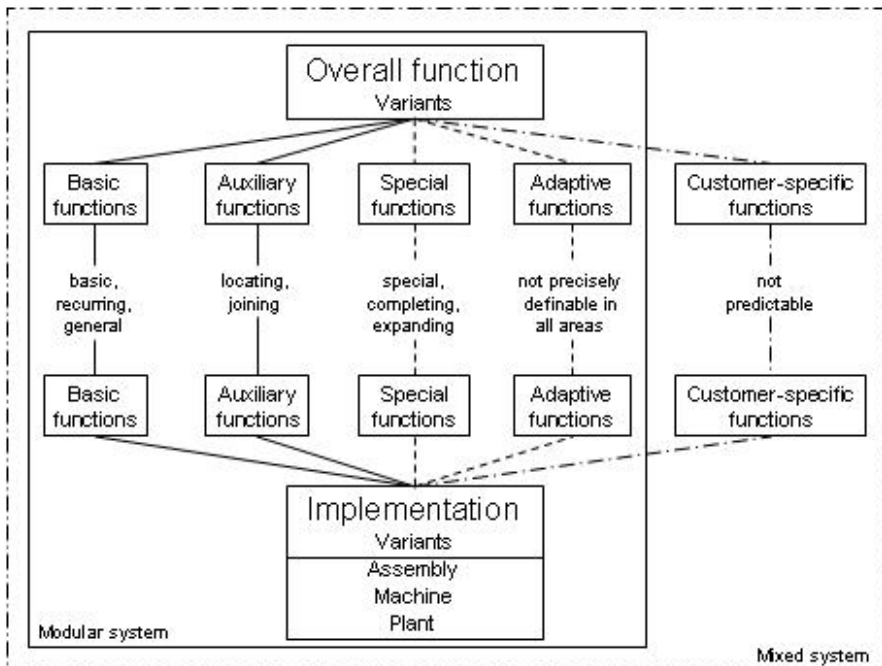 Overall function
Variants
Basic
functions
Auxiliary
functions
Special
functions
Adaptive
functions
Customer-specific
functions
basic,
recurring,
general
locating,
joining
special,
completing,
expanding
not precisely
definable in
all areas
not
predictable
Basic
functions
Auxiliary
functions
Special
functions
Adaptive
functions
Customer-specific
functions
Implementation
Variants
Assembly
Machine
Plant
Modular system
Mixed system